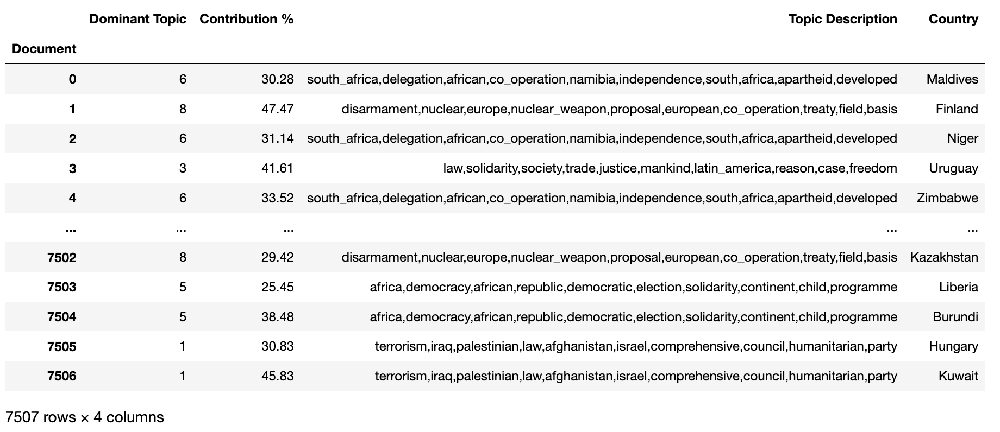 Dominant Topic Contribution % Topic Description Country
Document
0 6 30.28 south_africa,delegation,african,co_operation,namibia,independence,south,africa,apartheid,developed Maldives
1 8 47.47 disarmament,nuclear,europe,nuclear_weapon,proposal,european,co_operation,treaty,field,basis Finland
2 6 31.14 south_africa,delegation,african,co_operation,namibia,independence,south,africa,apartheid,developed Niger
3 3 41.61 law,solidarity,society,trade,justice,mankind,latin_america,reason,case,freedom Uruguay
4 6 33.52 south_africa,delegation,african,co_operation,namibia,independence,south,africa,apartheid,developed Zimbabwe
... ... ... ... ...
7502 8 29.42 disarmament,nuclear,europe,nuclear_weapon,proposal,european,co_operation,treaty,field,basis Kazakhstan
7503 5 25.45 africa,democracy,african,republic,democratic,election,solidarity,continent,child,programme Liberia
7504 5 38.48 africa,democracy,african,republic,democratic,election,solidarity,continent,child,programme Burundi
7505 1 30.83 terrorism,iraq,palestinian,law,afghanistan,israel,comprehensive,council,humanitarian,party Hungary
7506 1 45.83 terrorism,iraq,palestinian,law,afghanistan,israel,comprehensive,council,humanitarian,party Kuwait
7507 rows × 4 columns